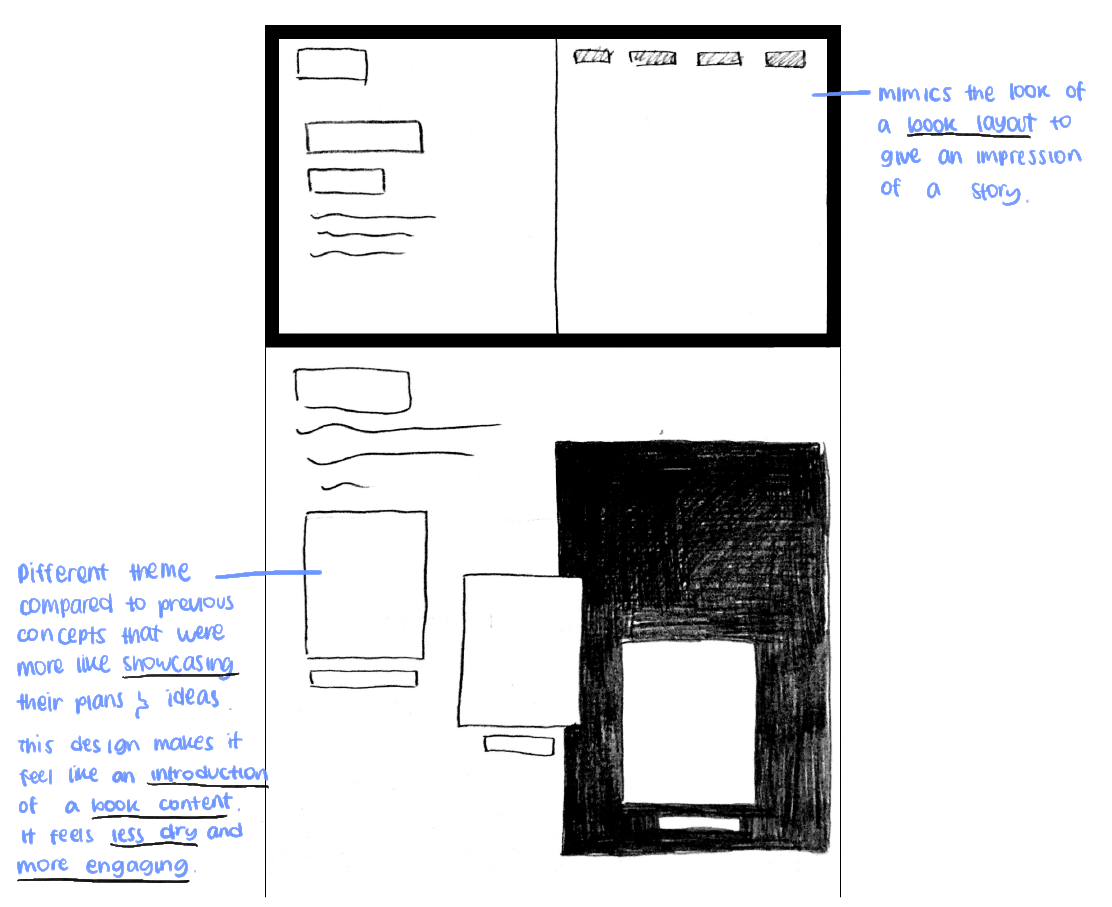 mimics the look of
a book layout to
give an impression
of a story.
Different theme
compared to previous
concepts that were
more like showcasing
their plans & ideas.
This design makes it
feel like an introduction
of a book content.
It feels less dry and
more engaging.